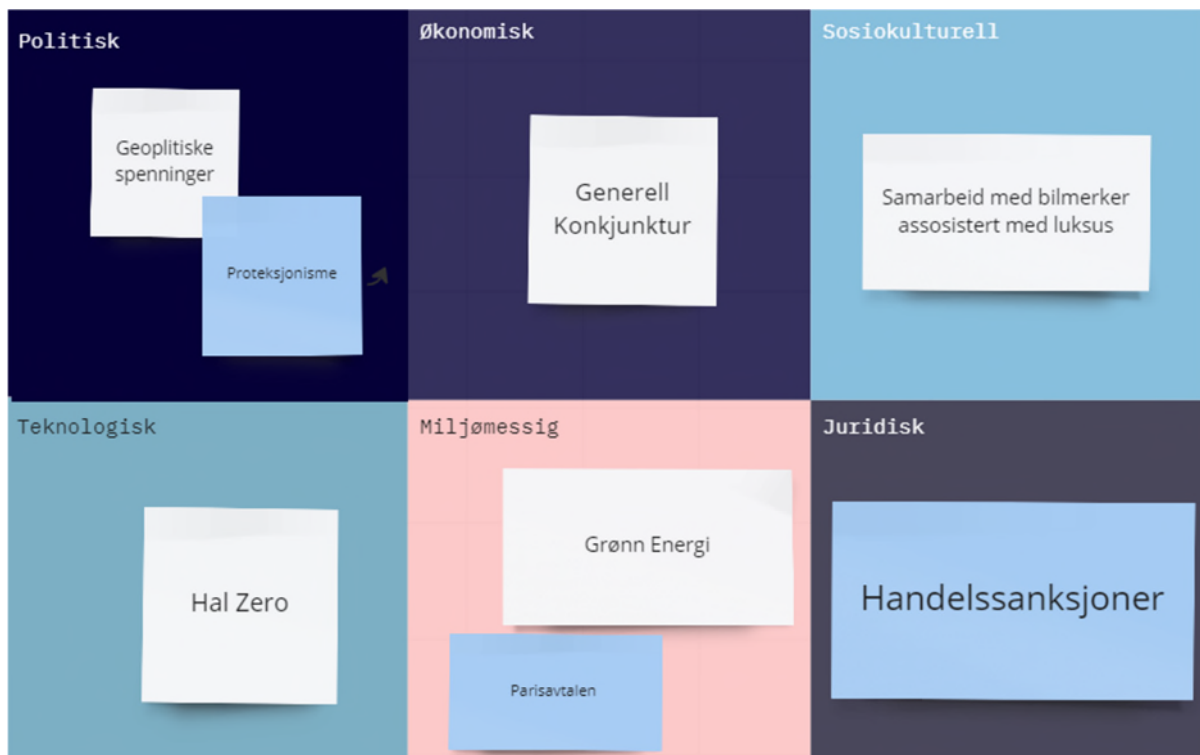 Politisk
Geoplitiske
spenninger
Proteksjonisme
Økonomisk
Generell
Konkjunktur
Sosiokulturell
Samarbeid med bilmerker
assosistert med luksus
Teknologisk
Hal Zero
Miljømessig
Grønn Energi
Parisavtalen
Juridisk
Handelssanksjoner